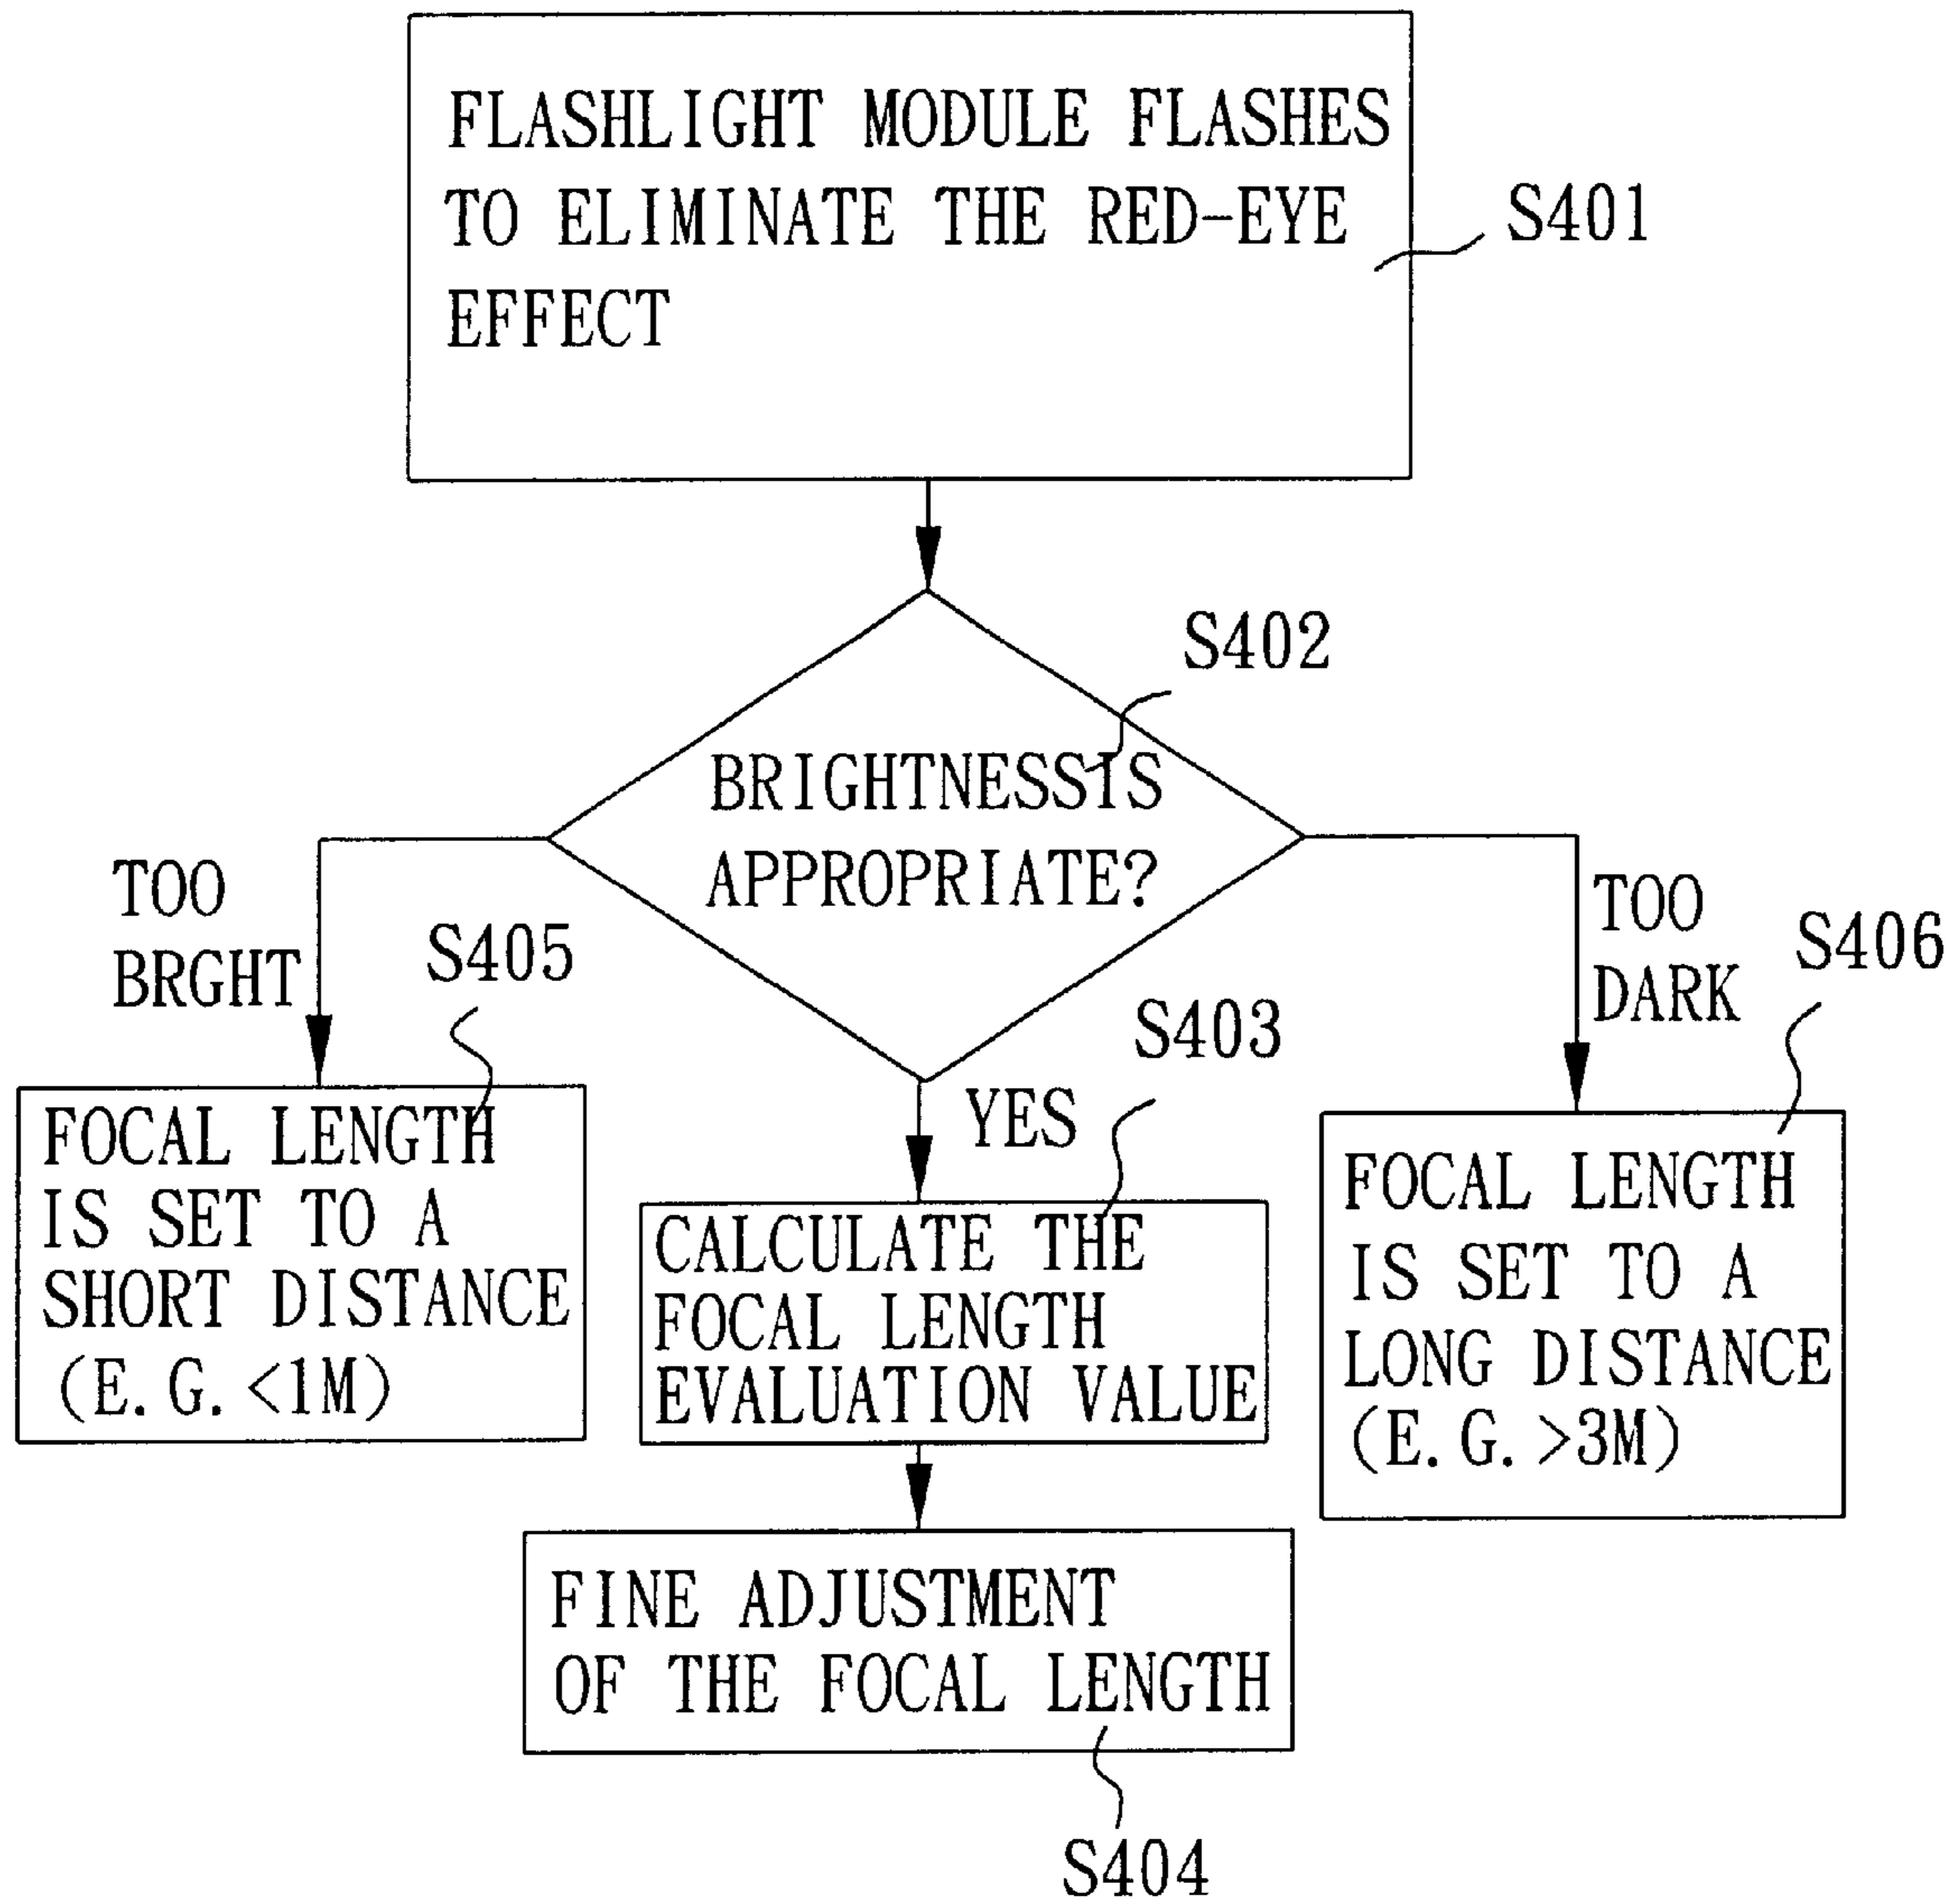 FLASHLIGHT MODULE FLASHES
TO ELIMINATE THE RED-EYE
EFFECT
S401
S402
BRIGHTNESSIS
APPROPRIATE?
TOO
BRGHT
S405
TOO
DARK
S406
YES
S403
FOCAL LENGTH
IS SET TO A
SHORT DISTANCE
(E. G. <1M)
CALCULATE THE
FOCAL LENGTH
EVALUATION VALUE
FOCAL LENGTH
IS SET TO A
LONG DISTANCE
(E. G. >3M)
FINE ADJUSTMENT
OF THE FOCAL LENGTH
S404